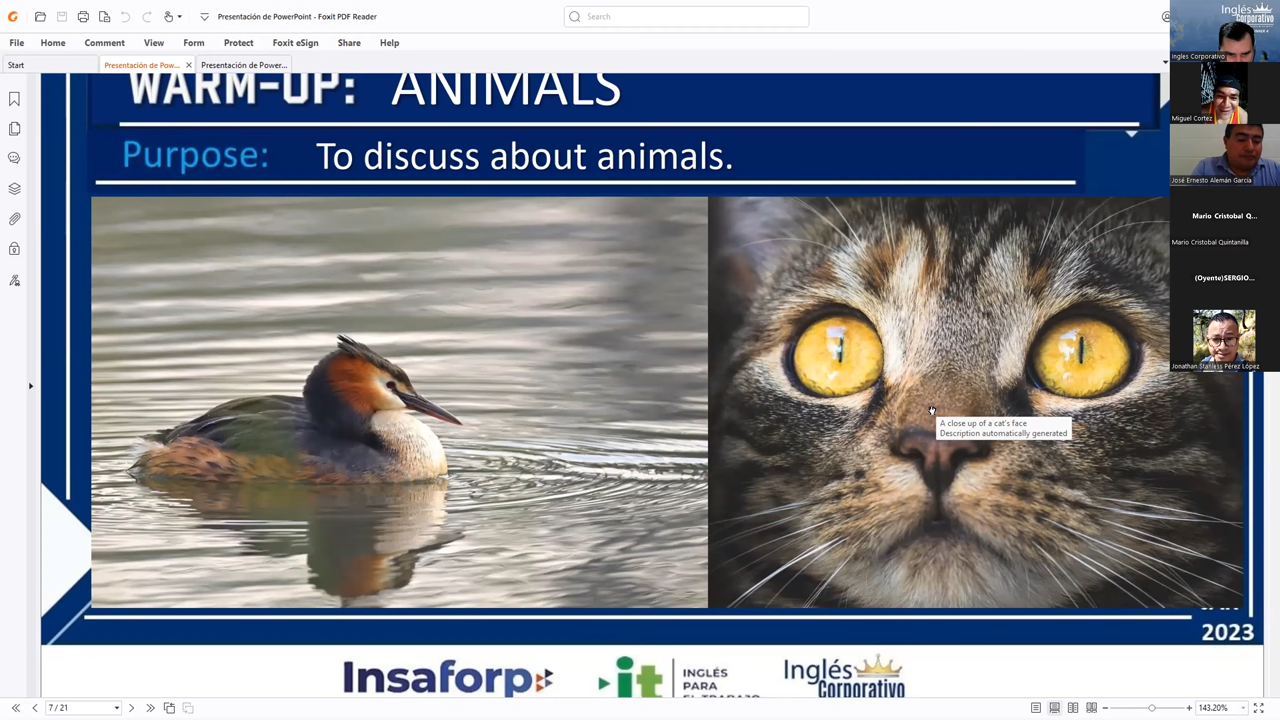 Presentación de PowerPoint - Foxit PDF Reader
Search
File Home Comment View Form Protect Foxit eSign Share Help
Start
Presentación de Pow...
Presentación de Power...
WARM-UP: ANIMALS
Purpose: To discuss about animals.
A close up of a cat's face
Description automatically generated
2023
Insaforp
it
INGLÉS
PARA
EL TRABAJO
Inglés
Corporativo
Inglés
Corporativo
ingles Corporativo
Miguel Cortez
José Ernesto Alemán García
Mario Cristobal Q...
Mario Cristobal Quintanilla
(Oyente)SERGIO...
Jonathan Stanless Pérez López
7 / 21
143.20%